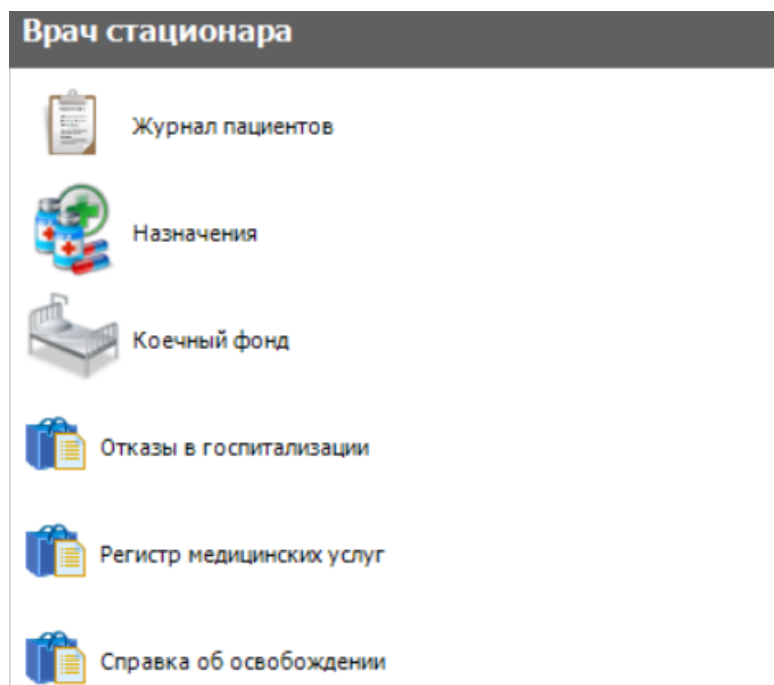 Врач стационара
Журнал пациентов
Назначения
Коечный фонд
Отказы в госпитализации
Регистр медицинских услуг
Справка об освобождении